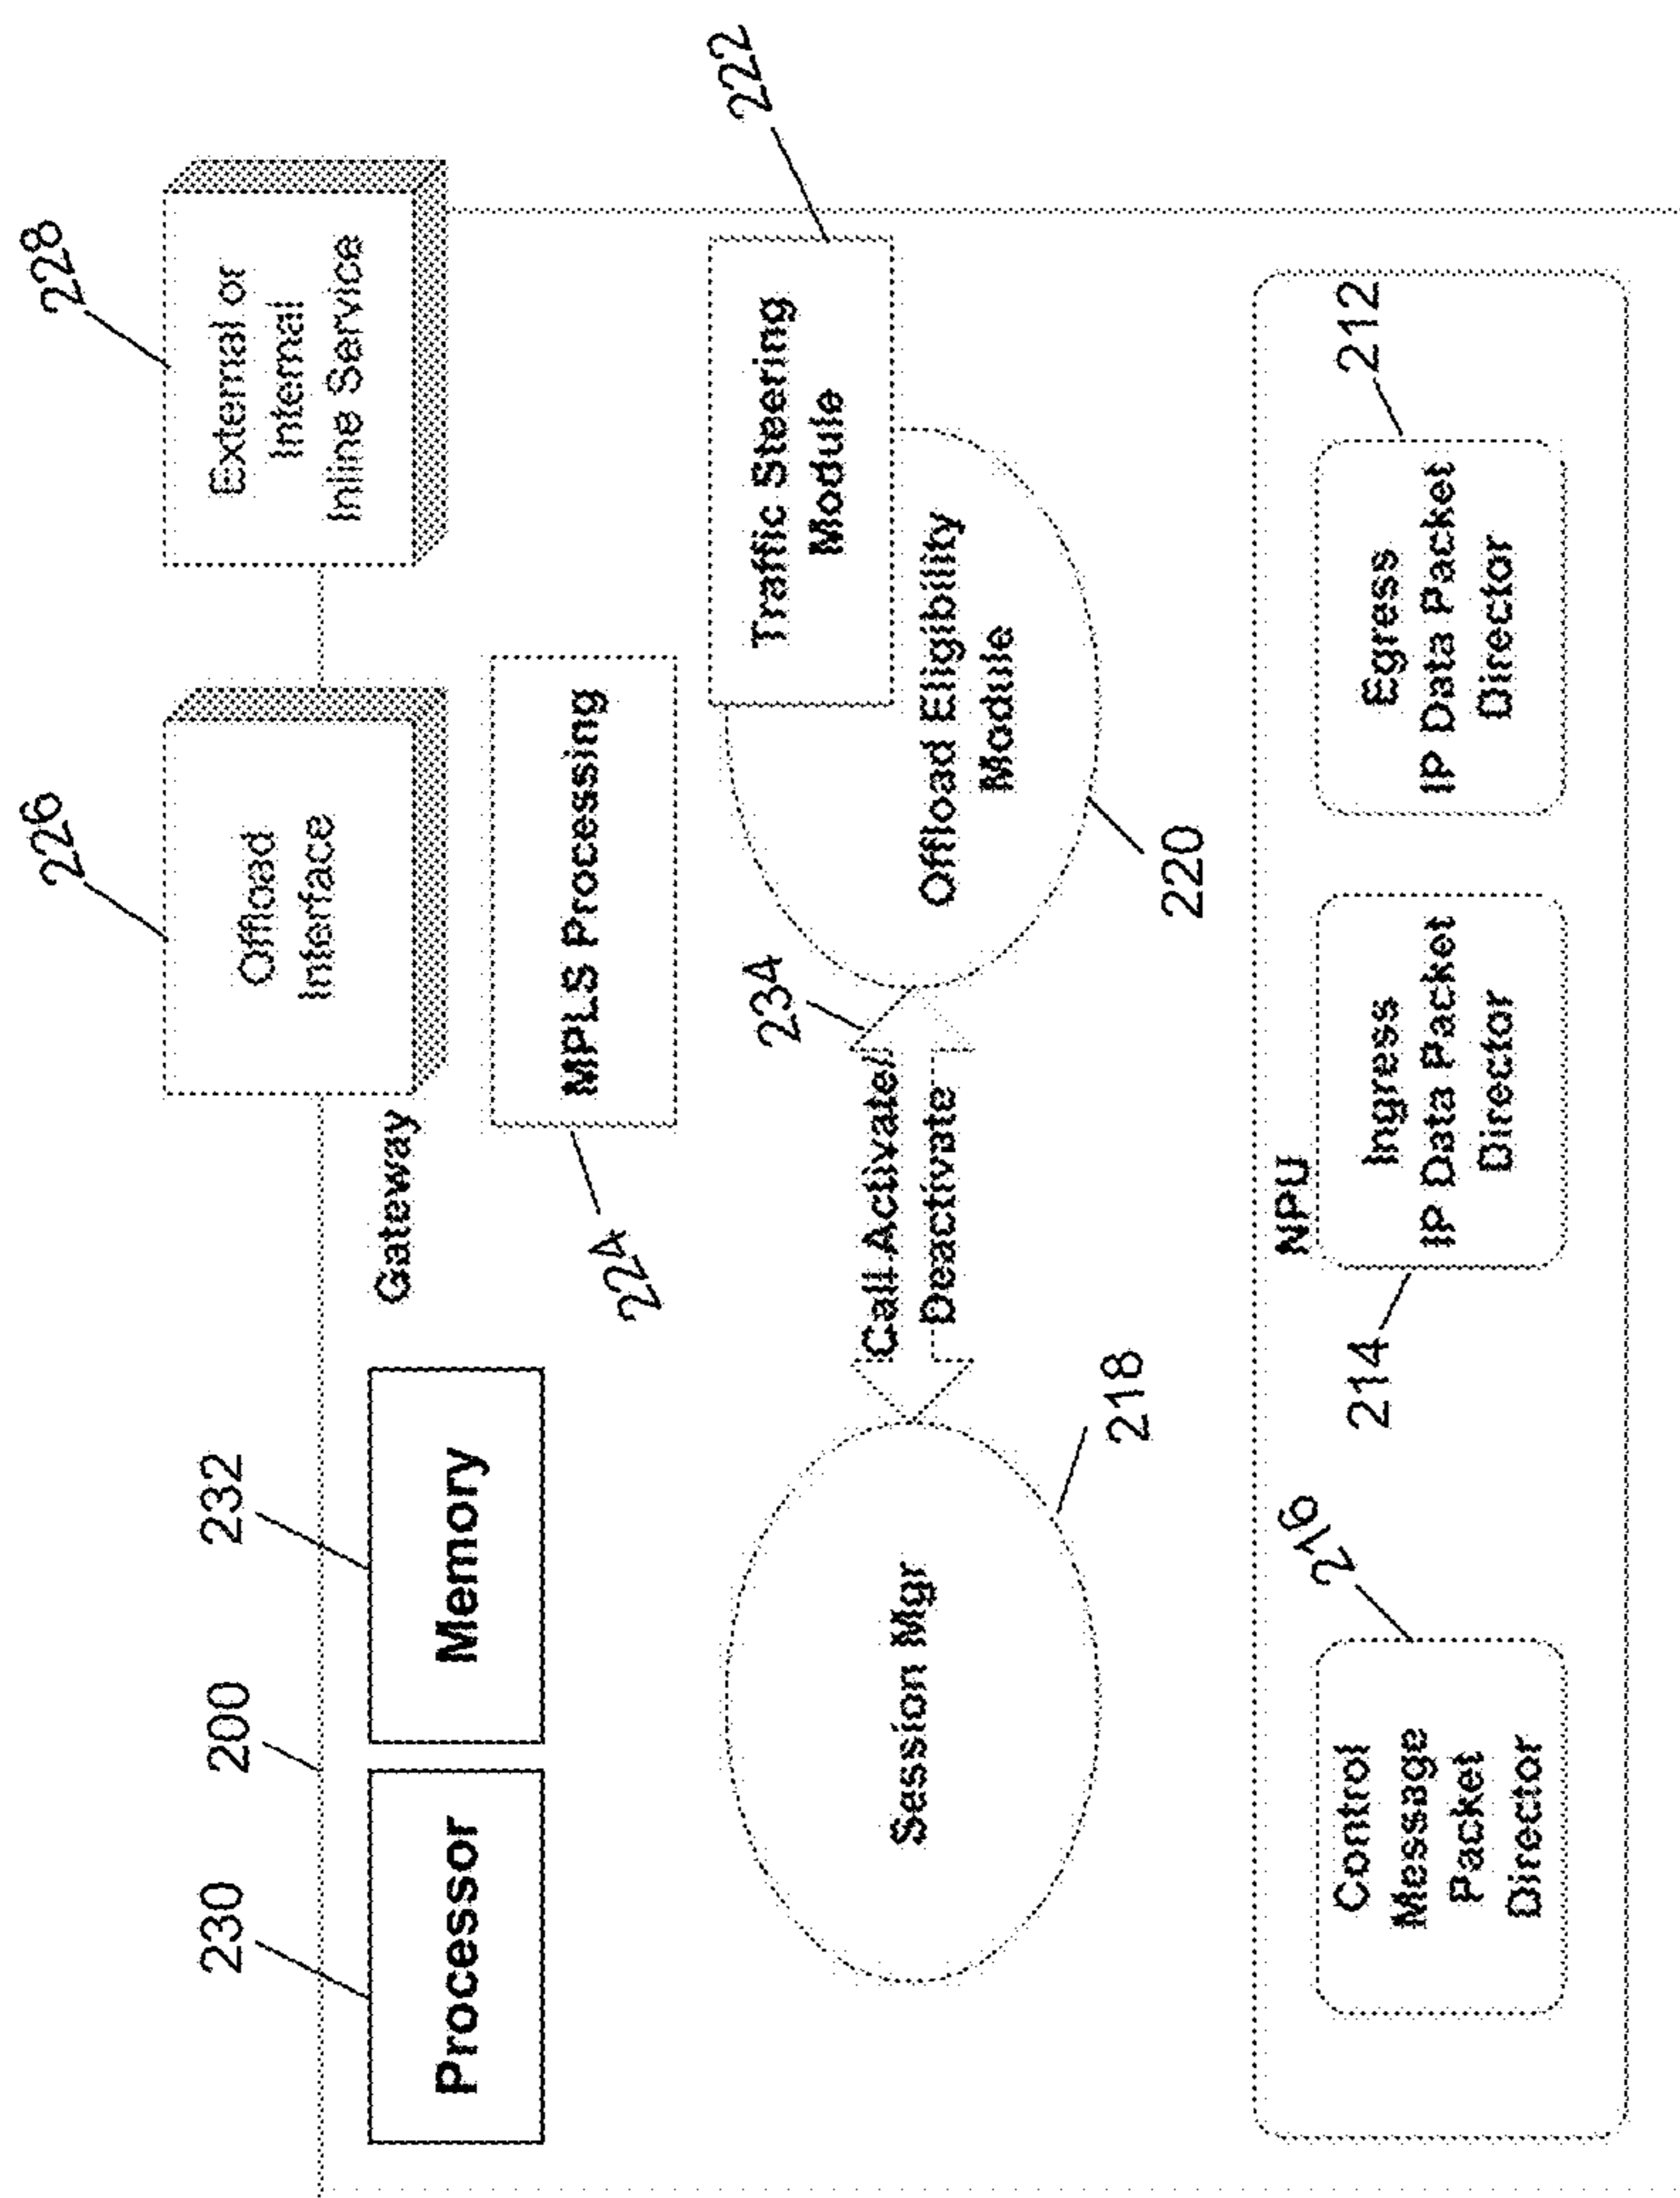 226
228
Offload
Interface
External or
Internal
Inline Service
230
200
232
Processor
Memory
Gateway
224
MPLS Processing
222
Traffic Steering
Module
Session Mgr
218
Call Activate/
Deactivate
234
Offload Eligibility
Module
220
NPU
216
Control
Message
Packet
Director
214
Ingress
IP Data Packet
Director
212
Egress
IP Data Packet
Director